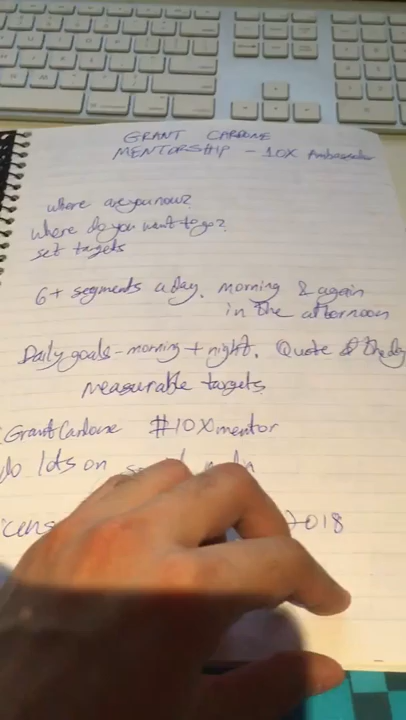 GRANT CARDONE
MENTORSHIP - 10X Ambassador
where are you now?
where do you want to go?
set targets
6+ segments a day. morning & again
in the afternoon
Daily goals - morning + night. Quote of the day
measurable targets
GrantCardone #10Xmentor
do lots on
2018